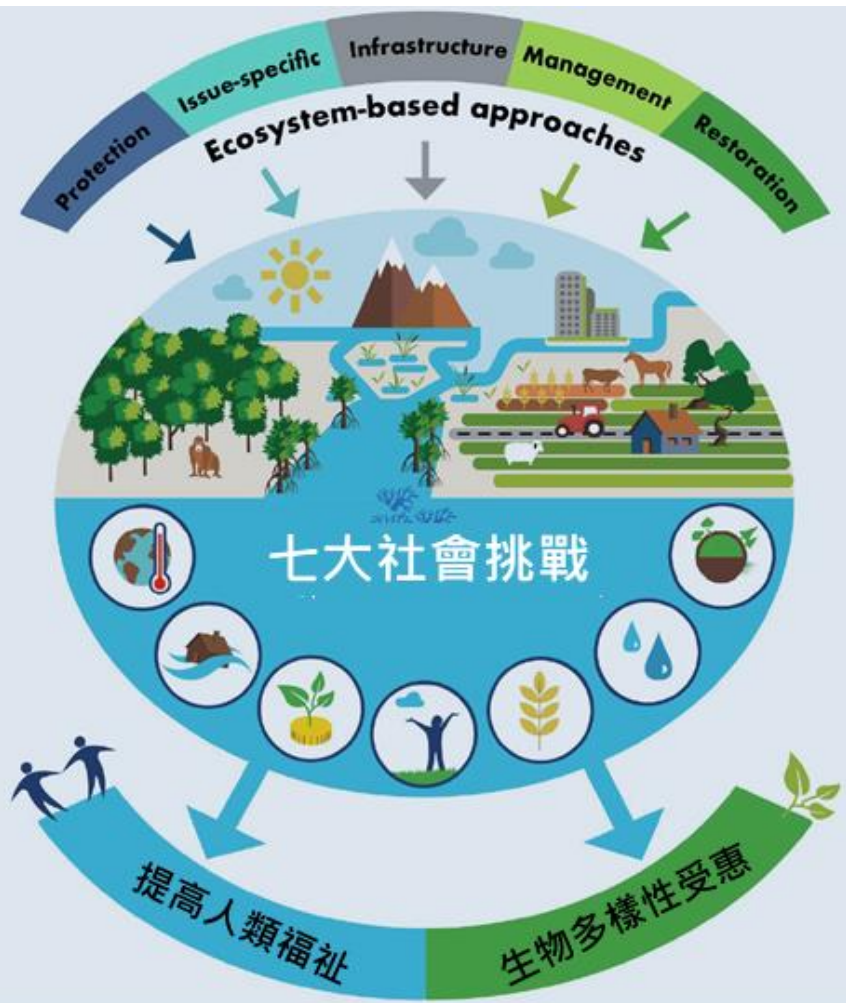 Protection
Issue-specific
Infrastructure
Management
Restoration
Ecosystem-based approaches
七大社會挑戰
提高人類福祉
生物多樣性受惠